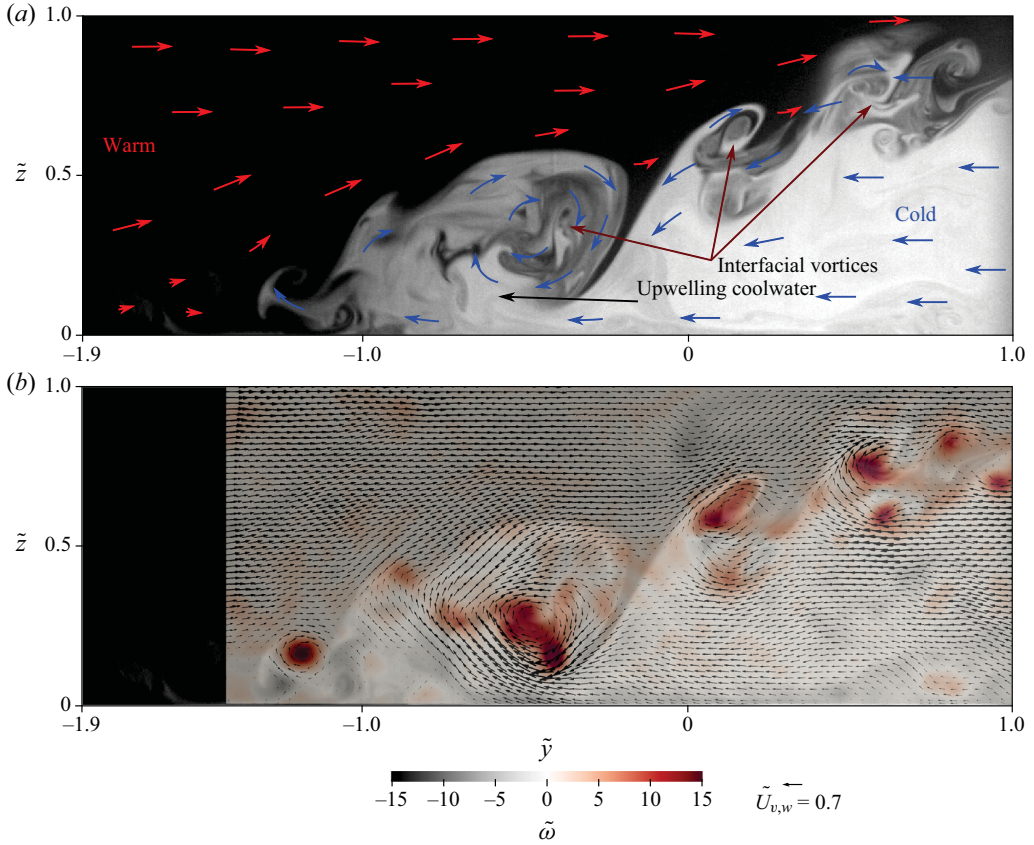 (a)
1.0
Warm
z̃
0.5
Cold
Interfacial vortices
Upwelling coolwater
0
−1.9
−1.0
0
1.0
(b)
1.0
z̃
0.5
0
−1.9
−1.0
0
1.0
ỹ
−15 −10 −5 0 5 10 15
Ũv,w = 0.7
ω̃